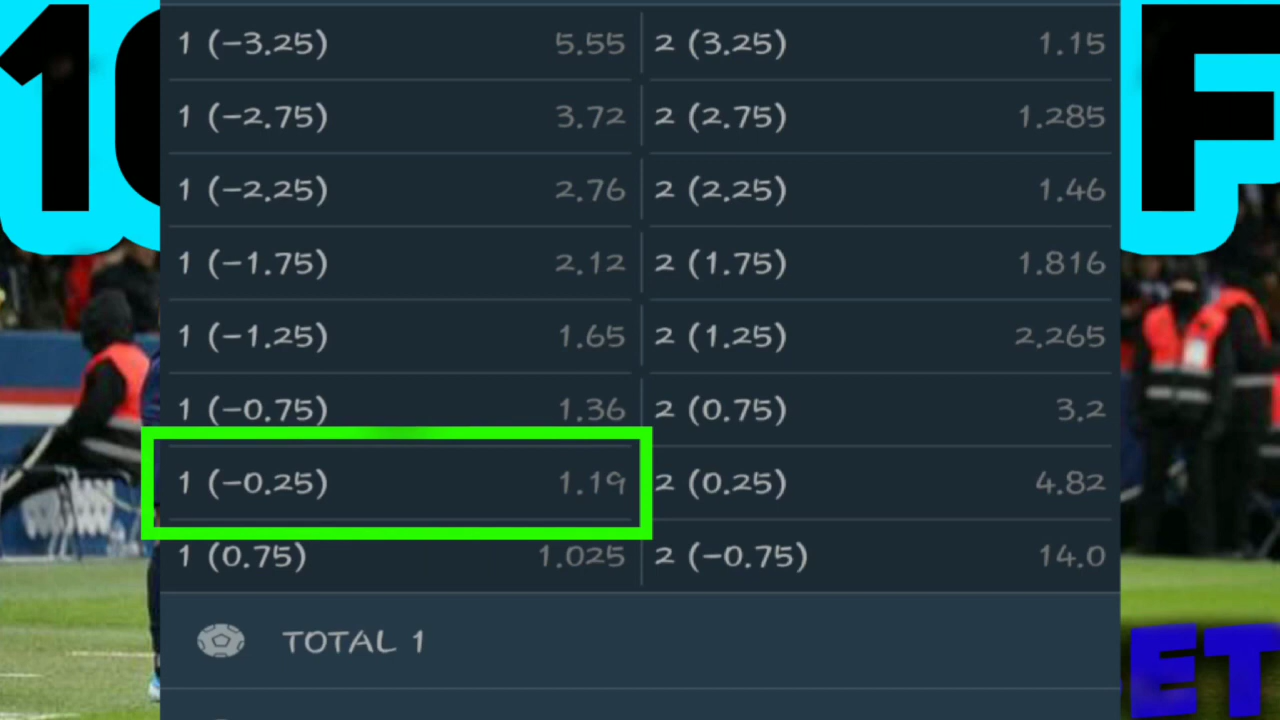 1 (-3.25) 5.55 2 (3.25) 1.15
1 (-2.75) 3.72 2 (2.75) 1.285
1 (-2.25) 2.76 2 (2.25) 1.46
1 (-1.75) 2.12 2 (1.75) 1.816
1 (-1.25) 1.65 2 (1.25) 2.265
1 (-0.75) 1.36 2 (0.75) 3.2
1 (-0.25) 1.19 2 (0.25) 4.82
1 (0.75) 1.025 2 (-0.75) 14.0
TOTAL 1